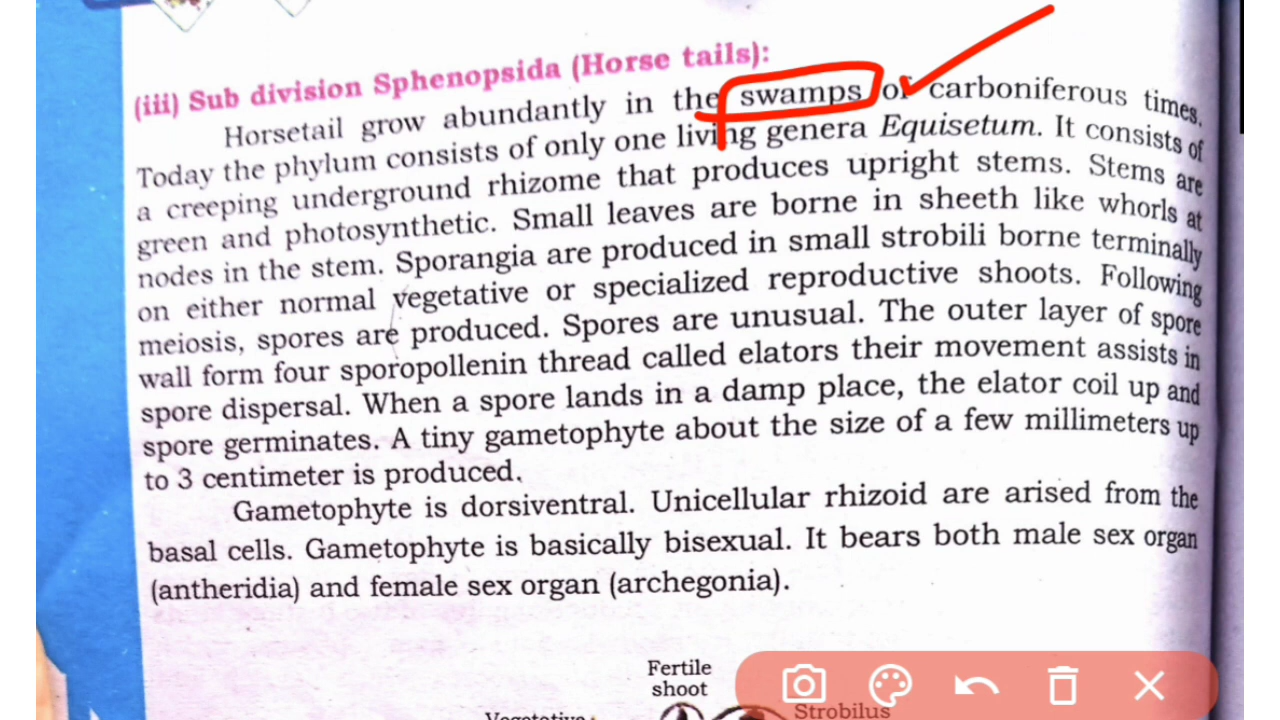 (iii) Sub division Sphenopsida (Horse tails):
Horsetail grow abundantly in the swamps of carboniferous times.
Today the phylum consists of only one living genera Equisetum. It consists of
a creeping underground rhizome that produces upright stems. Stems are
green and photosynthetic. Small leaves are borne in sheeth like whorls at
nodes in the stem. Sporangia are produced in small strobili borne terminally
on either normal vegetative or specialized reproductive shoots. Following
meiosis, spores are produced. Spores are unusual. The outer layer of spore
wall form four sporopollenin thread called elators their movement assists in
spore dispersal. When a spore lands in a damp place, the elator coil up and
spore germinates. A tiny gametophyte about the size of a few millimeters up
to 3 centimeter is produced.
Gametophyte is dorsiventral. Unicellular rhizoid are arised from the
basal cells. Gametophyte is basically bisexual. It bears both male sex organ
(antheridia) and female sex organ (archegonia).
Fertile
shoot
Strobilus
Vegetative